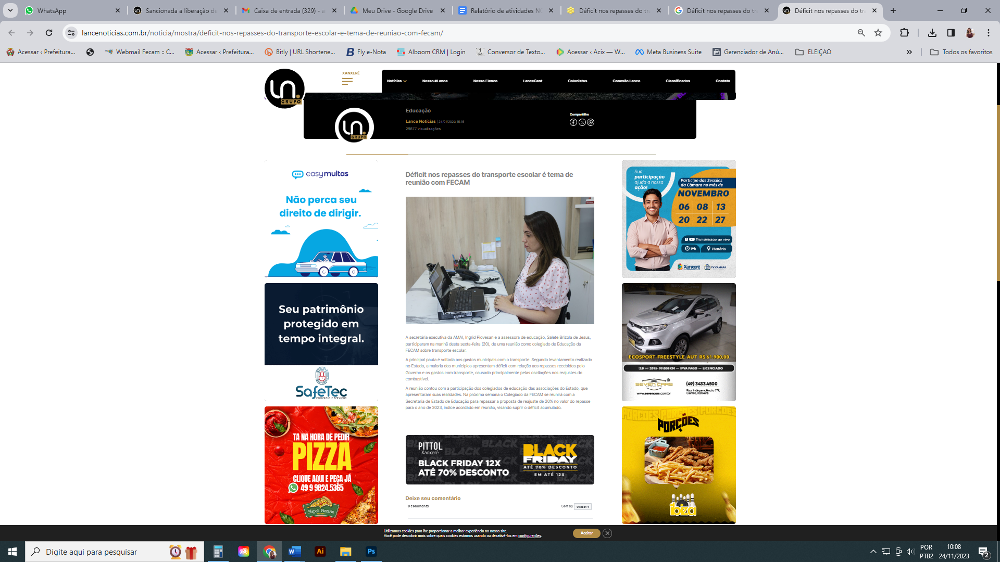 WhatsApp
Sancionada a liberação de
Caixa de entrada (329) - a
Meu Drive - Google Drive
Relatório de atividades N
Déficit nos repasses do tra
Déficit nos repasses do tra
Déficit nos repasses do tra
lancenoticias.com.br/noticia/mostra/deficit-nos-repasses-do-transporte-escolar-e-tema-de-reuniao-com-fecam/
Acessar ‹ Prefeitura...
Webmail Fecam :: C...
Acessar ‹ Prefeitura...
Bitly | URL Shortene...
Fly e-Nota
Alboom CRM | Login
Conversor de Texto...
Acessar ‹ Acix — W...
Meta Business Suite
Gerenciador de Anú...
ELEIÇAO
Todos os favoritos
GRUPO
XANXERÊ
Notícias
Nosso #Lance
Nosso Elenco
LanceCast
Colunistas
Conexão Lance
Classificados
Contato
GRUPO
Educação
Lance Notícias | 24/01/2023 15:15
29877 visualizações
Compartilhe
easymultas
Não perca seu
direito de dirigir.
Seu patrimônio
protegido em
tempo integral.
SafeTec
COMÉRCIO E SERVIÇOS
TA NA HORA DE PEDIR
PIZZA
CLIQUE AQUI E PEÇA JÁ
49 9 9824.5365
Napoli Pizzaria
Déficit nos repasses do transporte escolar é tema de
reunião com FECAM
A secretária executiva da AMAI, Ingrid Piovesan e a assessora de educação, Salete Brizola de Jesus,
participaram na manhã desta sexta-feira (20), de uma reunião como colegiado de Educação da
FECAM sobre transporte escolar.
A principal pauta é voltada aos gastos municipais com o transporte. Segundo levantamento realizado
no Estado, a maioria dos municípios apresentam déficit com relação aos repasses recebidos pelo
Governo e os gastos com transporte, causado principalmente pelas oscilações nos reajustes do
combustível.
A reunião contou com a participação dos colegiados de educação das associações do Estado, que
apresentaram suas realidades. Na próxima semana o Colegiado da FECAM se reunirá com a
Secretaria de Estado de Educação para repassar a proposta de reajuste de 20% no valor do repasse
para o ano de 2023, índice acordado em reunião, visando suprir o déficit acumulado.
PITTOL
Xanxerê
BLACK FRIDAY 12X
ATÉ 70% DESCONTO
BLACK
FRIDAY
ATÉ 70% DESCONTO
EM ATÉ 12X
Deixe seu comentário
0 comments
Sort by Oldest
Sua
participação
ajuda a nossa
ação!
Participe das Sessões
da Câmara no mês de
NOVEMBRO
06 08 13
20 22 27
Transmissão ao vivo
19h
Plenário
Xanxerê
TV CÂMARA
ECOSPORT FREESTYLE AUT R$ 61.900,00
2.0 — 2015- 99.000 KM — IPVA PAGO — LICENCIADO
SEVEN CARS
www.sevencars.com.br
(49) 3433.4500
Rua Independência 779,
Centro, Xanxerê
PORÇÕES PORÇÕES PORÇÕES
PORÇÕES
ibiza
Utilizamos cookies para lhe proporcionar a melhor experiência no nosso site.
Você pode descobrir mais sobre quais cookies estamos usando ou desativá-los em configurações.
Aceitar
Digite aqui para pesquisar
POR
PTB2
10:08
24/11/2023
2